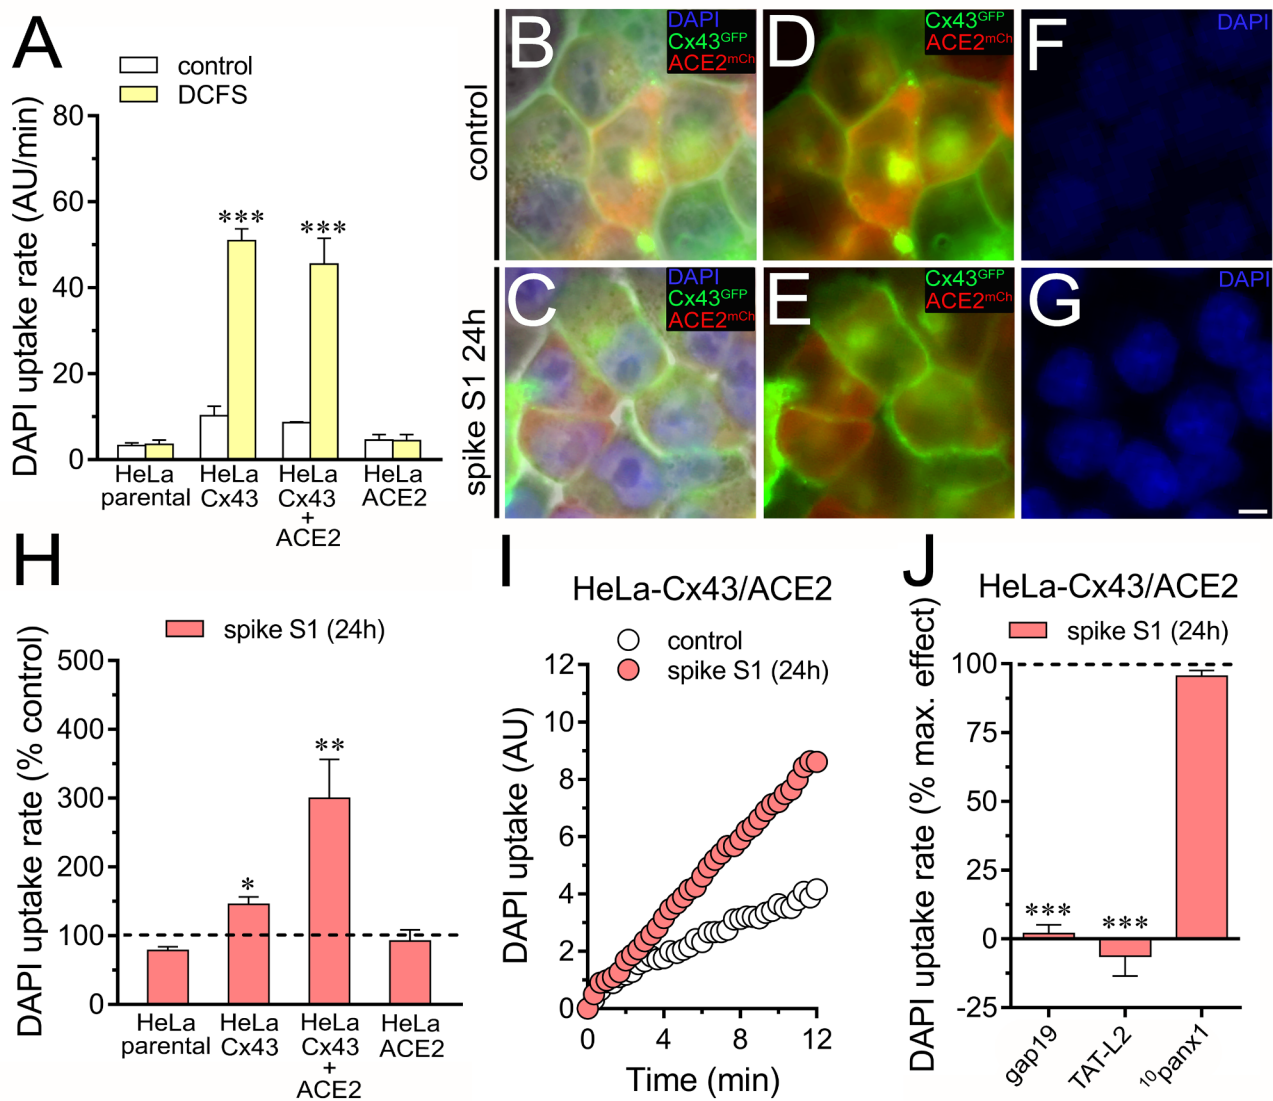 A
control
DCFS
DAPI uptake rate (AU/min)
80
60
40
20
0
***
***
HeLa
parental
HeLa
Cx43
HeLa
Cx43
+
ACE2
HeLa
ACE2
control
spike S1 24h
B
DAPI
Cx43GFP
ACE2mCh
D
Cx43GFP
ACE2mCh
F
DAPI
C
DAPI
Cx43GFP
ACE2mCh
E
Cx43GFP
ACE2mCh
G
DAPI
H
spike S1 (24h)
DAPI uptake rate (% control)
500
400
300
200
100
0
*
**
HeLa
parental
HeLa
Cx43
HeLa
Cx43
+
ACE2
HeLa
ACE2
I
HeLa-Cx43/ACE2
control
spike S1 (24h)
DAPI uptake (AU)
12
10
8
6
4
2
0
0
4
8
12
Time (min)
J
HeLa-Cx43/ACE2
spike S1 (24h)
DAPI uptake rate (% max. effect)
100
75
50
25
0
-25
***
***
gap19
TAT-L2
10panx1